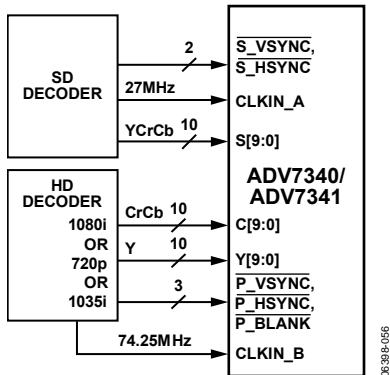 SD
DECODER
2
S_VSYNC,
S_HSYNC
27MHz
CLKIN_A
YCrCb
10
S[9:0]
ADV7340/
ADV7341
HD
DECODER
1080i
OR
720p
OR
1035i
CrCb
10
C[9:0]
Y
10
Y[9:0]
3
P_VSYNC,
P_HSYNC,
P_BLANK
74.25MHz
CLKIN_B
06398-056